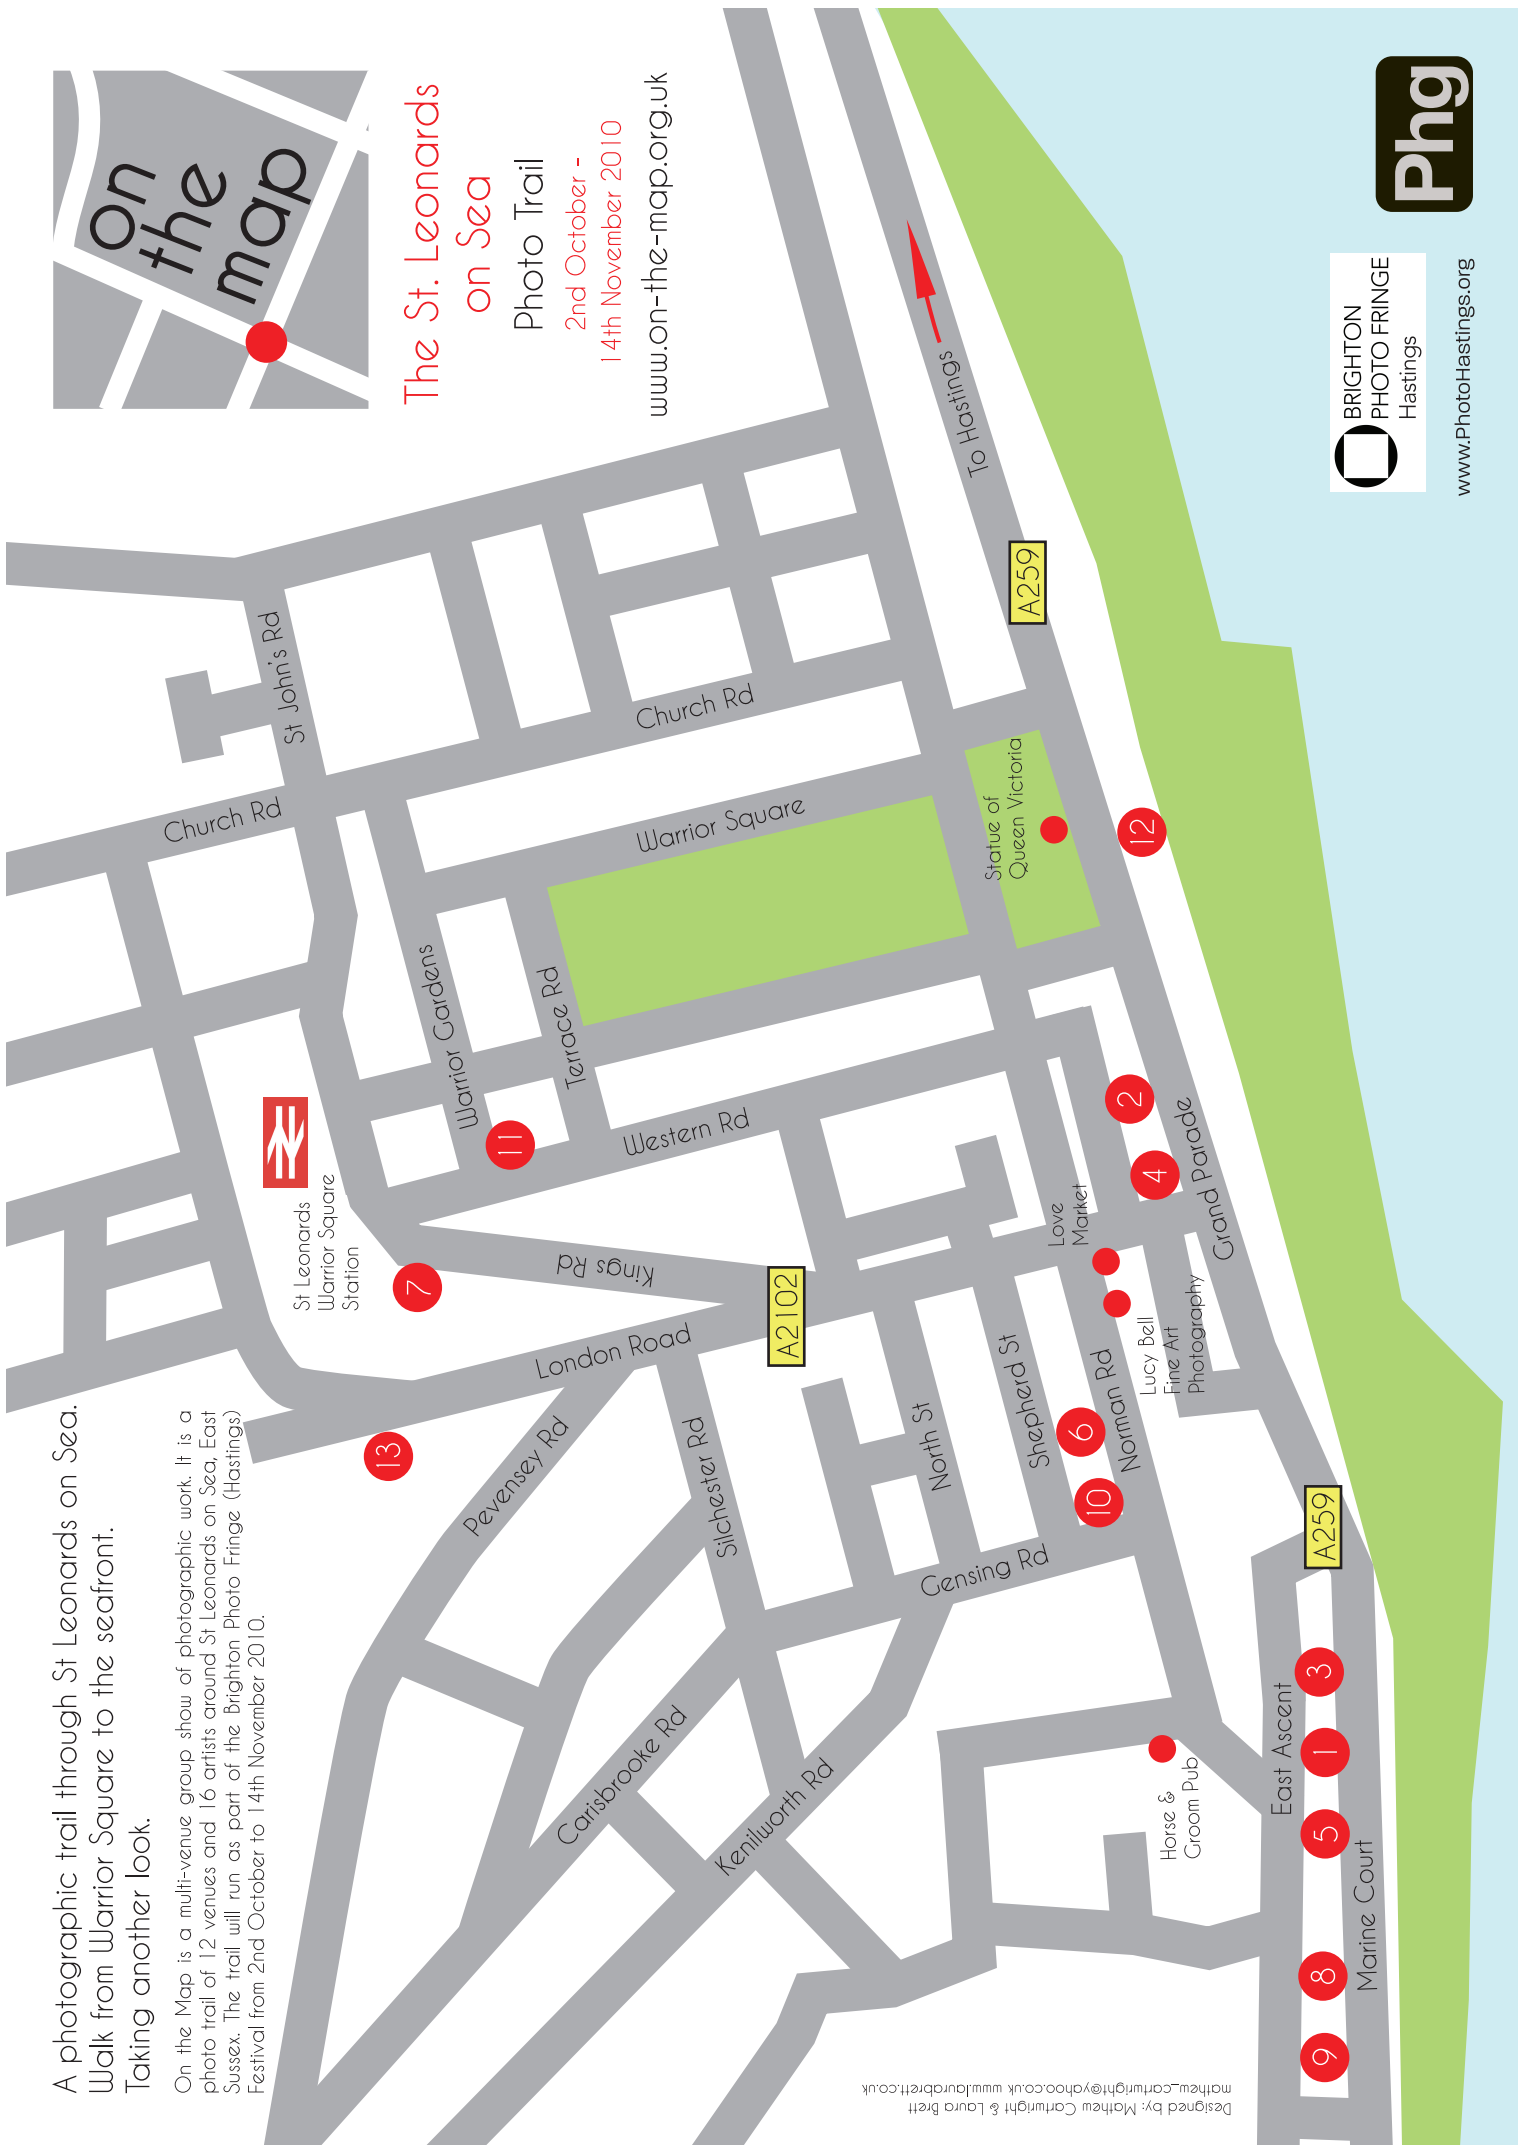 A photographic trail through St Leonards on Sea.
Walk from Warrior Square to the seafront.
Taking another look.
On the Map is a multi-venue group show of photographic work. It is a
photo trail of 12 venues and 16 artists around St Leonards on Sea, East
Sussex. The trail will run as part of the Brighton Photo Fringe (Hastings)
Festival from 2nd October to 14th November 2010.
on
the
map
The St. Leonards
on Sea
Photo Trail
2nd October -
14th November 2010
www.on-the-map.org.uk
St John's Rd
Church Rd
Church Rd
Warrior Square
Warrior Gardens
Terrace Rd
St Leonards
Warrior Square
Station
11
7
13
Western Rd
Kings Rd
London Road
A2102
Pevensey Rd
Silchester Rd
North St
Shepherd St
Norman Rd
Gensing Rd
Carisbrooke Rd
Kenilworth Rd
Love
Market
Lucy Bell
Fine Art
Photography
6
10
2
4
Grand Parade
Statue of
Queen Victoria
12
A259
To Hastings
A259
Horse &
Groom Pub
East Ascent
3
1
5
8
9
Marine Court
Designed by: Mathew Cartwright & Laura Brett
mathew_cartwright@yahoo.co.uk www.laurabrett.co.uk
BRIGHTON
PHOTO FRINGE
Hastings
www.PhotoHastings.org
Phg